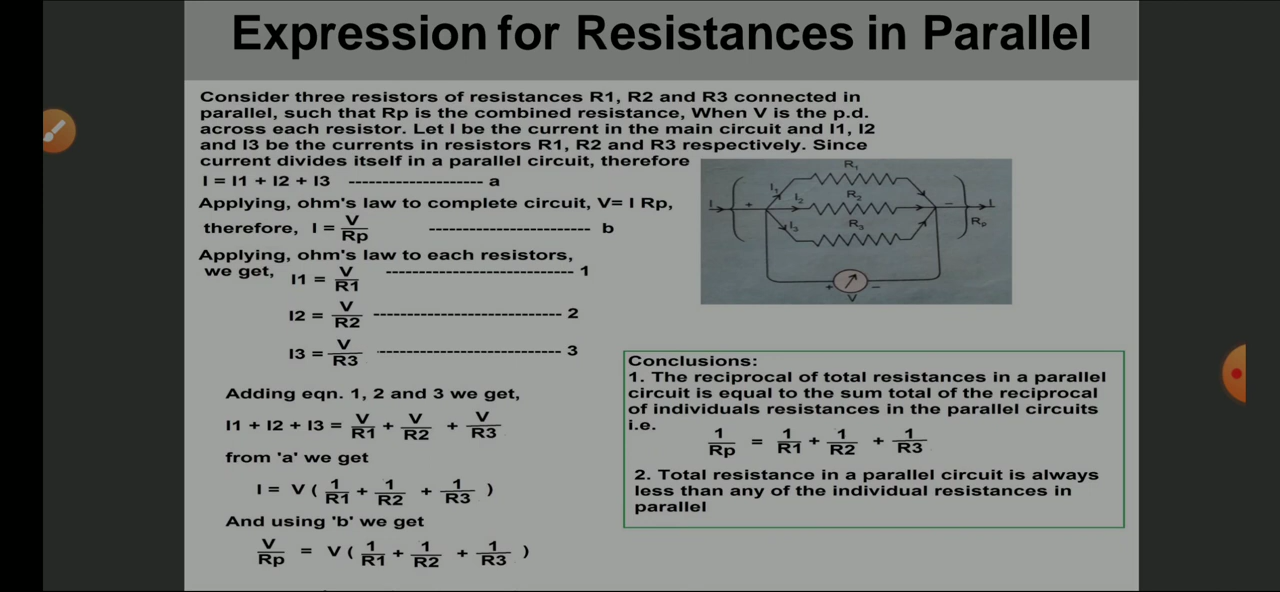 Expression for Resistances in Parallel
Consider three resistors of resistances R1, R2 and R3 connected in
parallel, such that Rp is the combined resistance, When V is the p.d.
across each resistor. Let I be the current in the main circuit and I1, I2
and I3 be the currents in resistors R1, R2 and R3 respectively. Since
current divides itself in a parallel circuit, therefore
I = I1 + I2 + I3 -------------------- a
Applying, ohm's law to complete circuit, V= I Rp,
therefore, I = V/Rp ------------------------ b
Applying, ohm's law to each resistors,
we get, I1 = V/R1 ---------------------------- 1
I2 = V/R2 ---------------------------- 2
I3 = V/R3 ---------------------------- 3
Adding eqn. 1, 2 and 3 we get,
I1 + I2 + I3 = V/R1 + V/R2 + V/R3
from 'a' we get
I = V ( 1/R1 + 1/R2 + 1/R3 )
And using 'b' we get
V/Rp = V ( 1/R1 + 1/R2 + 1/R3 )
R₁
I₁
I₂
R₂
I₃
R₃
I
+
−
I
Rₚ
+
−
V
Conclusions:
1. The reciprocal of total resistances in a parallel
circuit is equal to the sum total of the reciprocal
of individuals resistances in the parallel circuits
i.e.
1/Rp = 1/R1 + 1/R2 + 1/R3
2. Total resistance in a parallel circuit is always
less than any of the individual resistances in
parallel